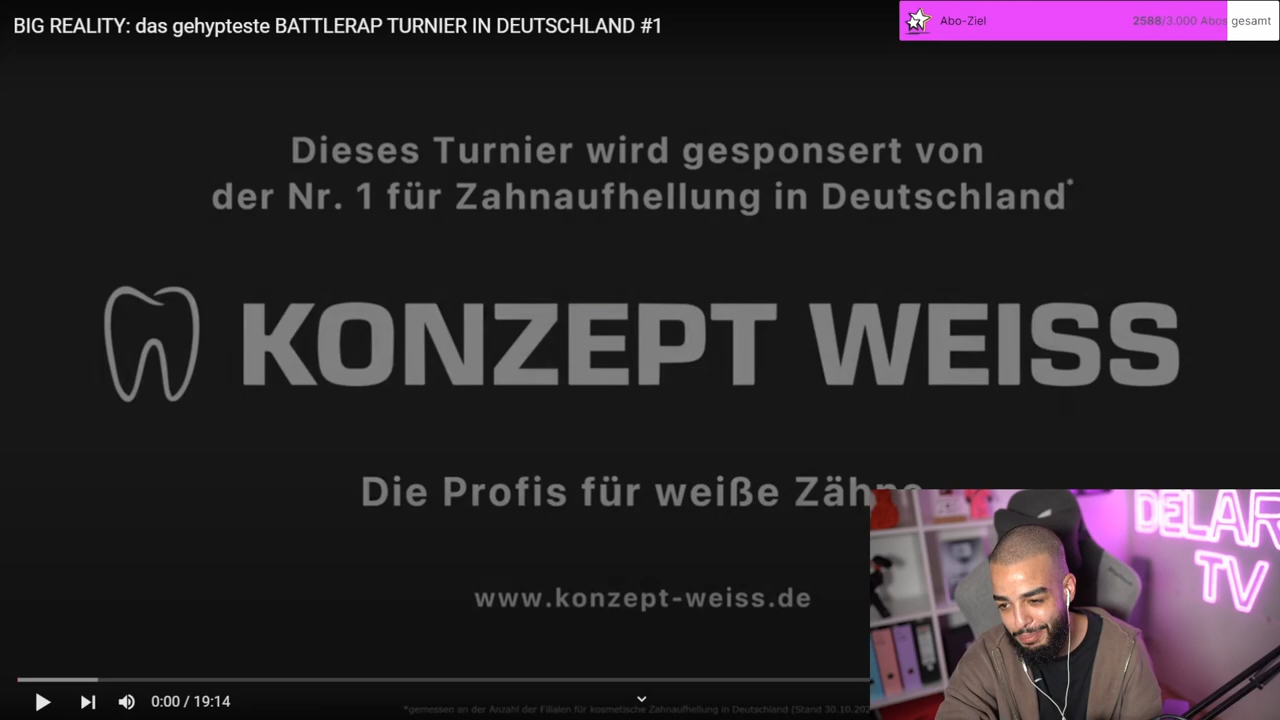 BIG REALITY: das gehypteste BATTLERAP TURNIER IN DEUTSCHLAND #1
Abo-Ziel
2588/3.000 Abos gesamt
Dieses Turnier wird gesponsert von
der Nr. 1 für Zahnaufhellung in Deutschland*
KONZEPT WEISS
Die Profis für weiße
www.konzept-weiss.de
DELAR
TV
0:00 / 19:14
*gemessen an der Anzahl der Filialen für kosmetische Zahnaufhellung in Deutschland (Stand 30.10.